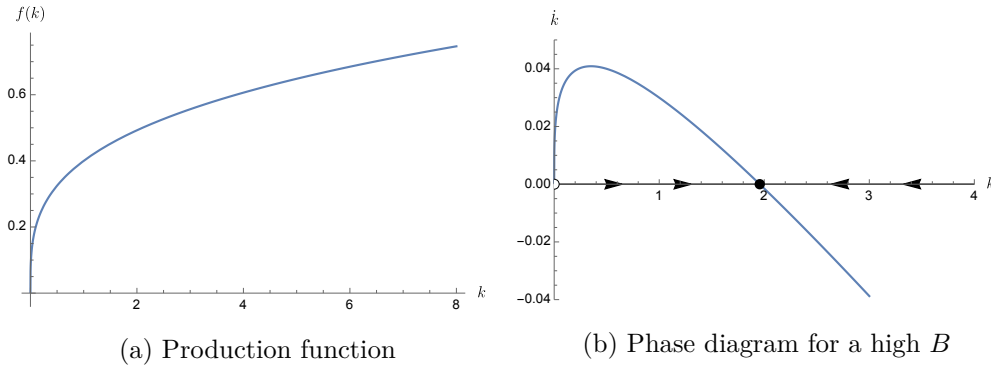 f(k)
0.6
0.4
0.2
2
4
6
8
k
(a) Production function
k̇
0.04
0.02
0.00
−0.02
−0.04
1
2
3
4
k
(b) Phase diagram for a high B